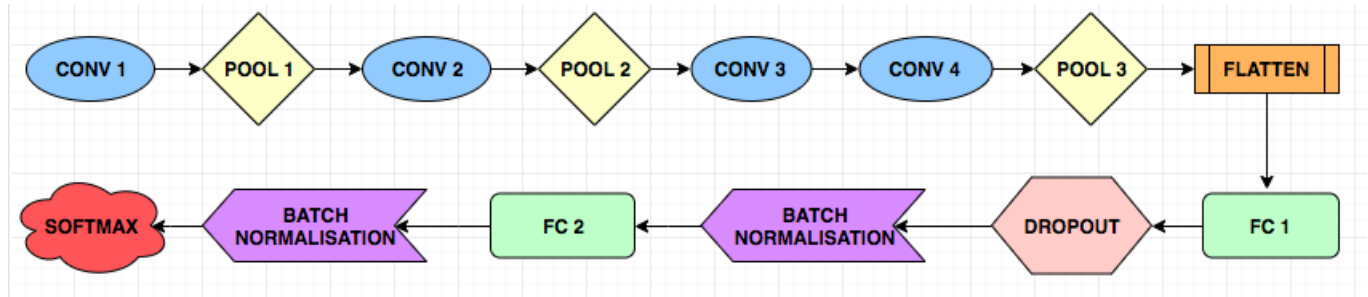 CONV 1
POOL 1
CONV 2
POOL 2
CONV 3
CONV 4
POOL 3
FLATTEN
FC 1
DROPOUT
BATCH
NORMALISATION
FC 2
BATCH
NORMALISATION
SOFTMAX